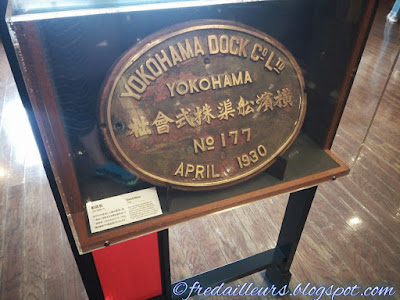 YOKOHAMA DOCK Co LTD
YOKOHAMA
横濱舩渠株式會社
No 177
APRIL 1930
©fredailleurs.blogspot.com